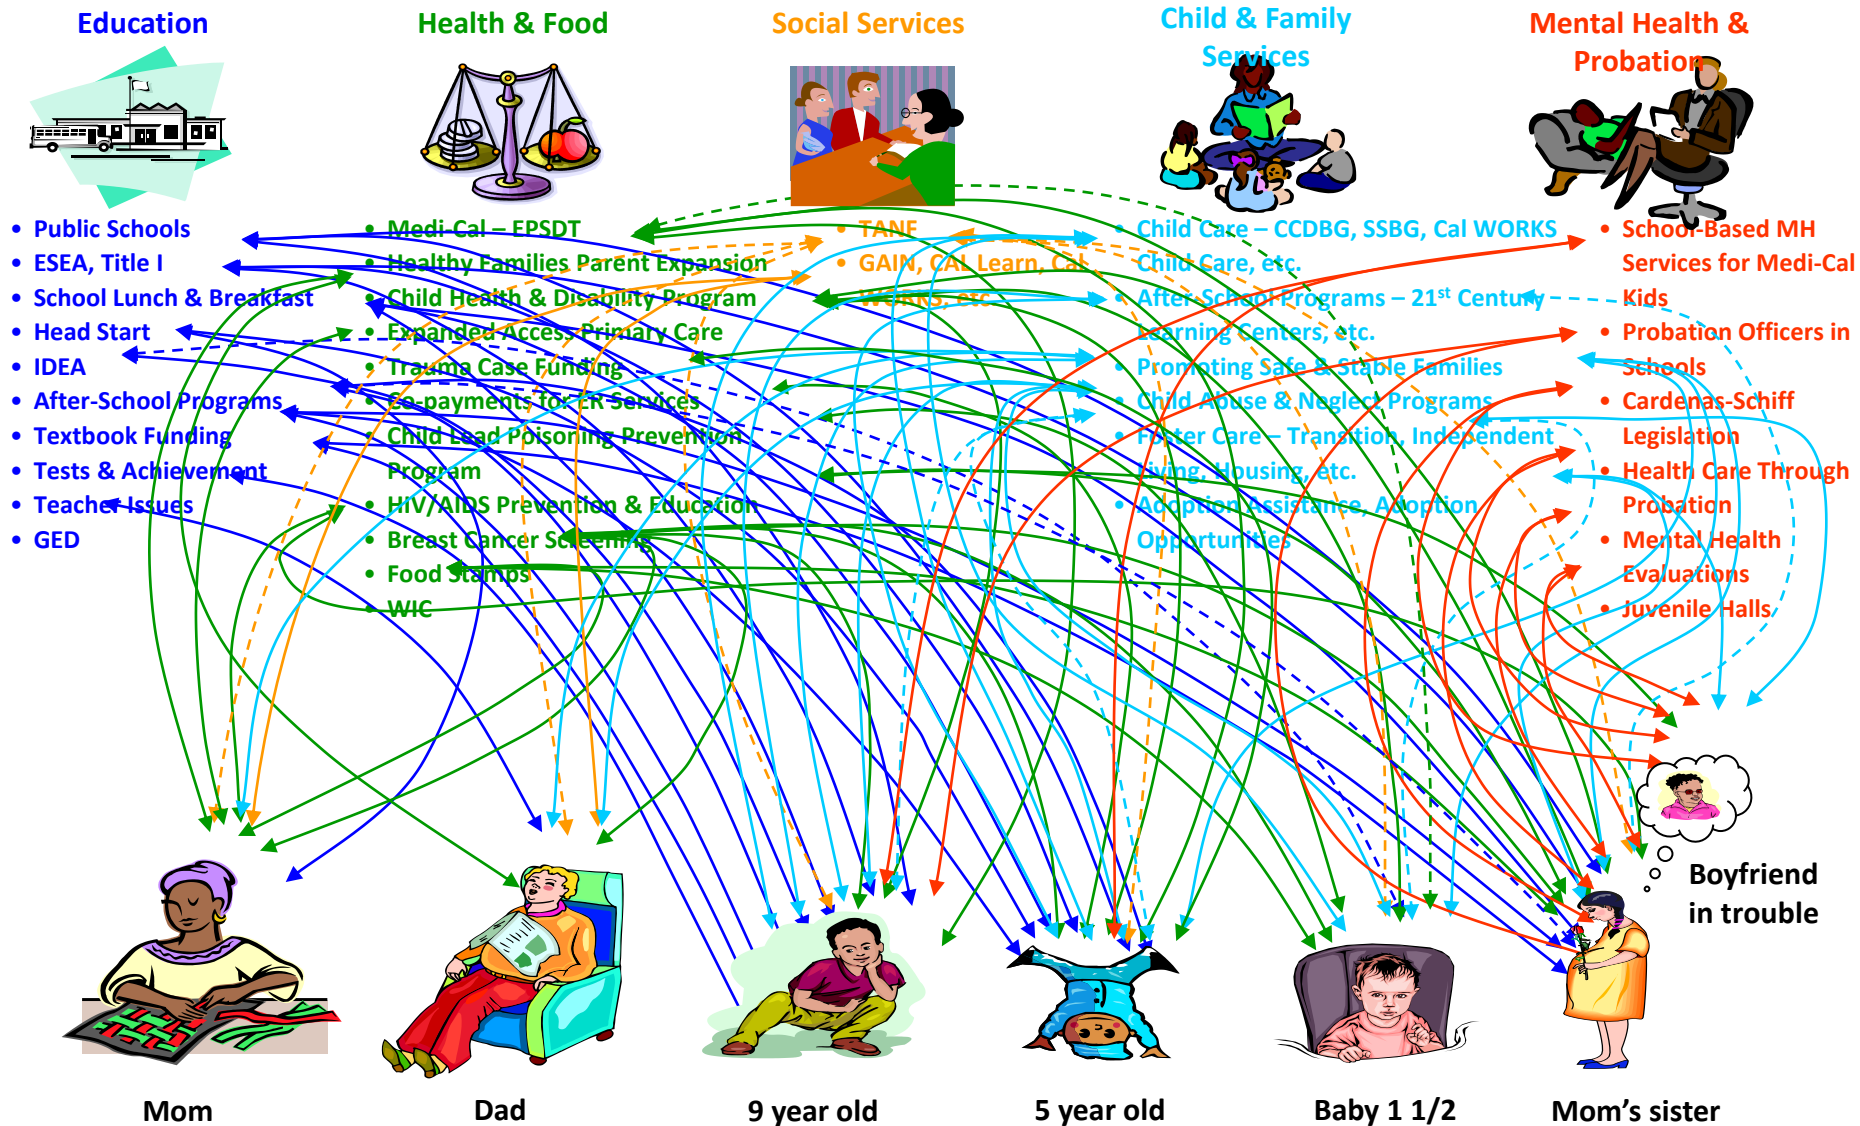 Education
Health & Food
Social Services
Child & Family
Services
Mental Health &
Probation
• Public Schools
• ESEA, Title I
• School Lunch & Breakfast
• Head Start
• IDEA
• After-School Programs
• Textbook Funding
• Tests & Achievement
• Teacher Issues
• GED
• Medi-Cal – EPSDT
• Healthy Families Parent Expansion
• Child Health & Disability Program
• Expanded Access Primary Care
• Trauma Case Funding
• Co-payments for ER Services
• Child Lead Poisoning Prevention
Program
• HIV/AIDS Prevention & Education
• Breast Cancer Screening
• Food Stamps
• WIC
• TANF
• GAIN, CAL Learn, Cal
WORKS, etc.
• Child Care – CCDBG, SSBG, Cal WORKS
Child Care, etc.
• After-School Programs – 21st Century
Learning Centers, etc.
• Promoting Safe & Stable Families
• Child Abuse & Neglect Programs
• Foster Care – Transition, Independent
Living, Housing, etc.
• Adoption Assistance, Adoption
Opportunities
• School-Based MH
Services for Medi-Cal
Kids
• Probation Officers in
Schools
• Cardenas-Schiff
Legislation
• Health Care Through
Probation
• Mental Health
Evaluations
• Juvenile Halls
Boyfriend
in trouble
Mom
Dad
9 year old
5 year old
Baby 1 1/2
Mom’s sister